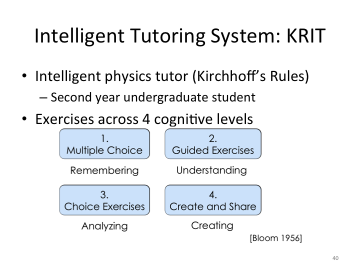 Intelligent Tutoring System: KRIT
• Intelligent physics tutor (Kirchhoff's Rules)
– Second year undergraduate student
• Exercises across 4 cognitive levels
1.
Multiple Choice
2.
Guided Exercises
Remembering
Understanding
3.
Choice Exercises
4.
Create and Share
Analyzing
Creating
[Bloom 1956]
40